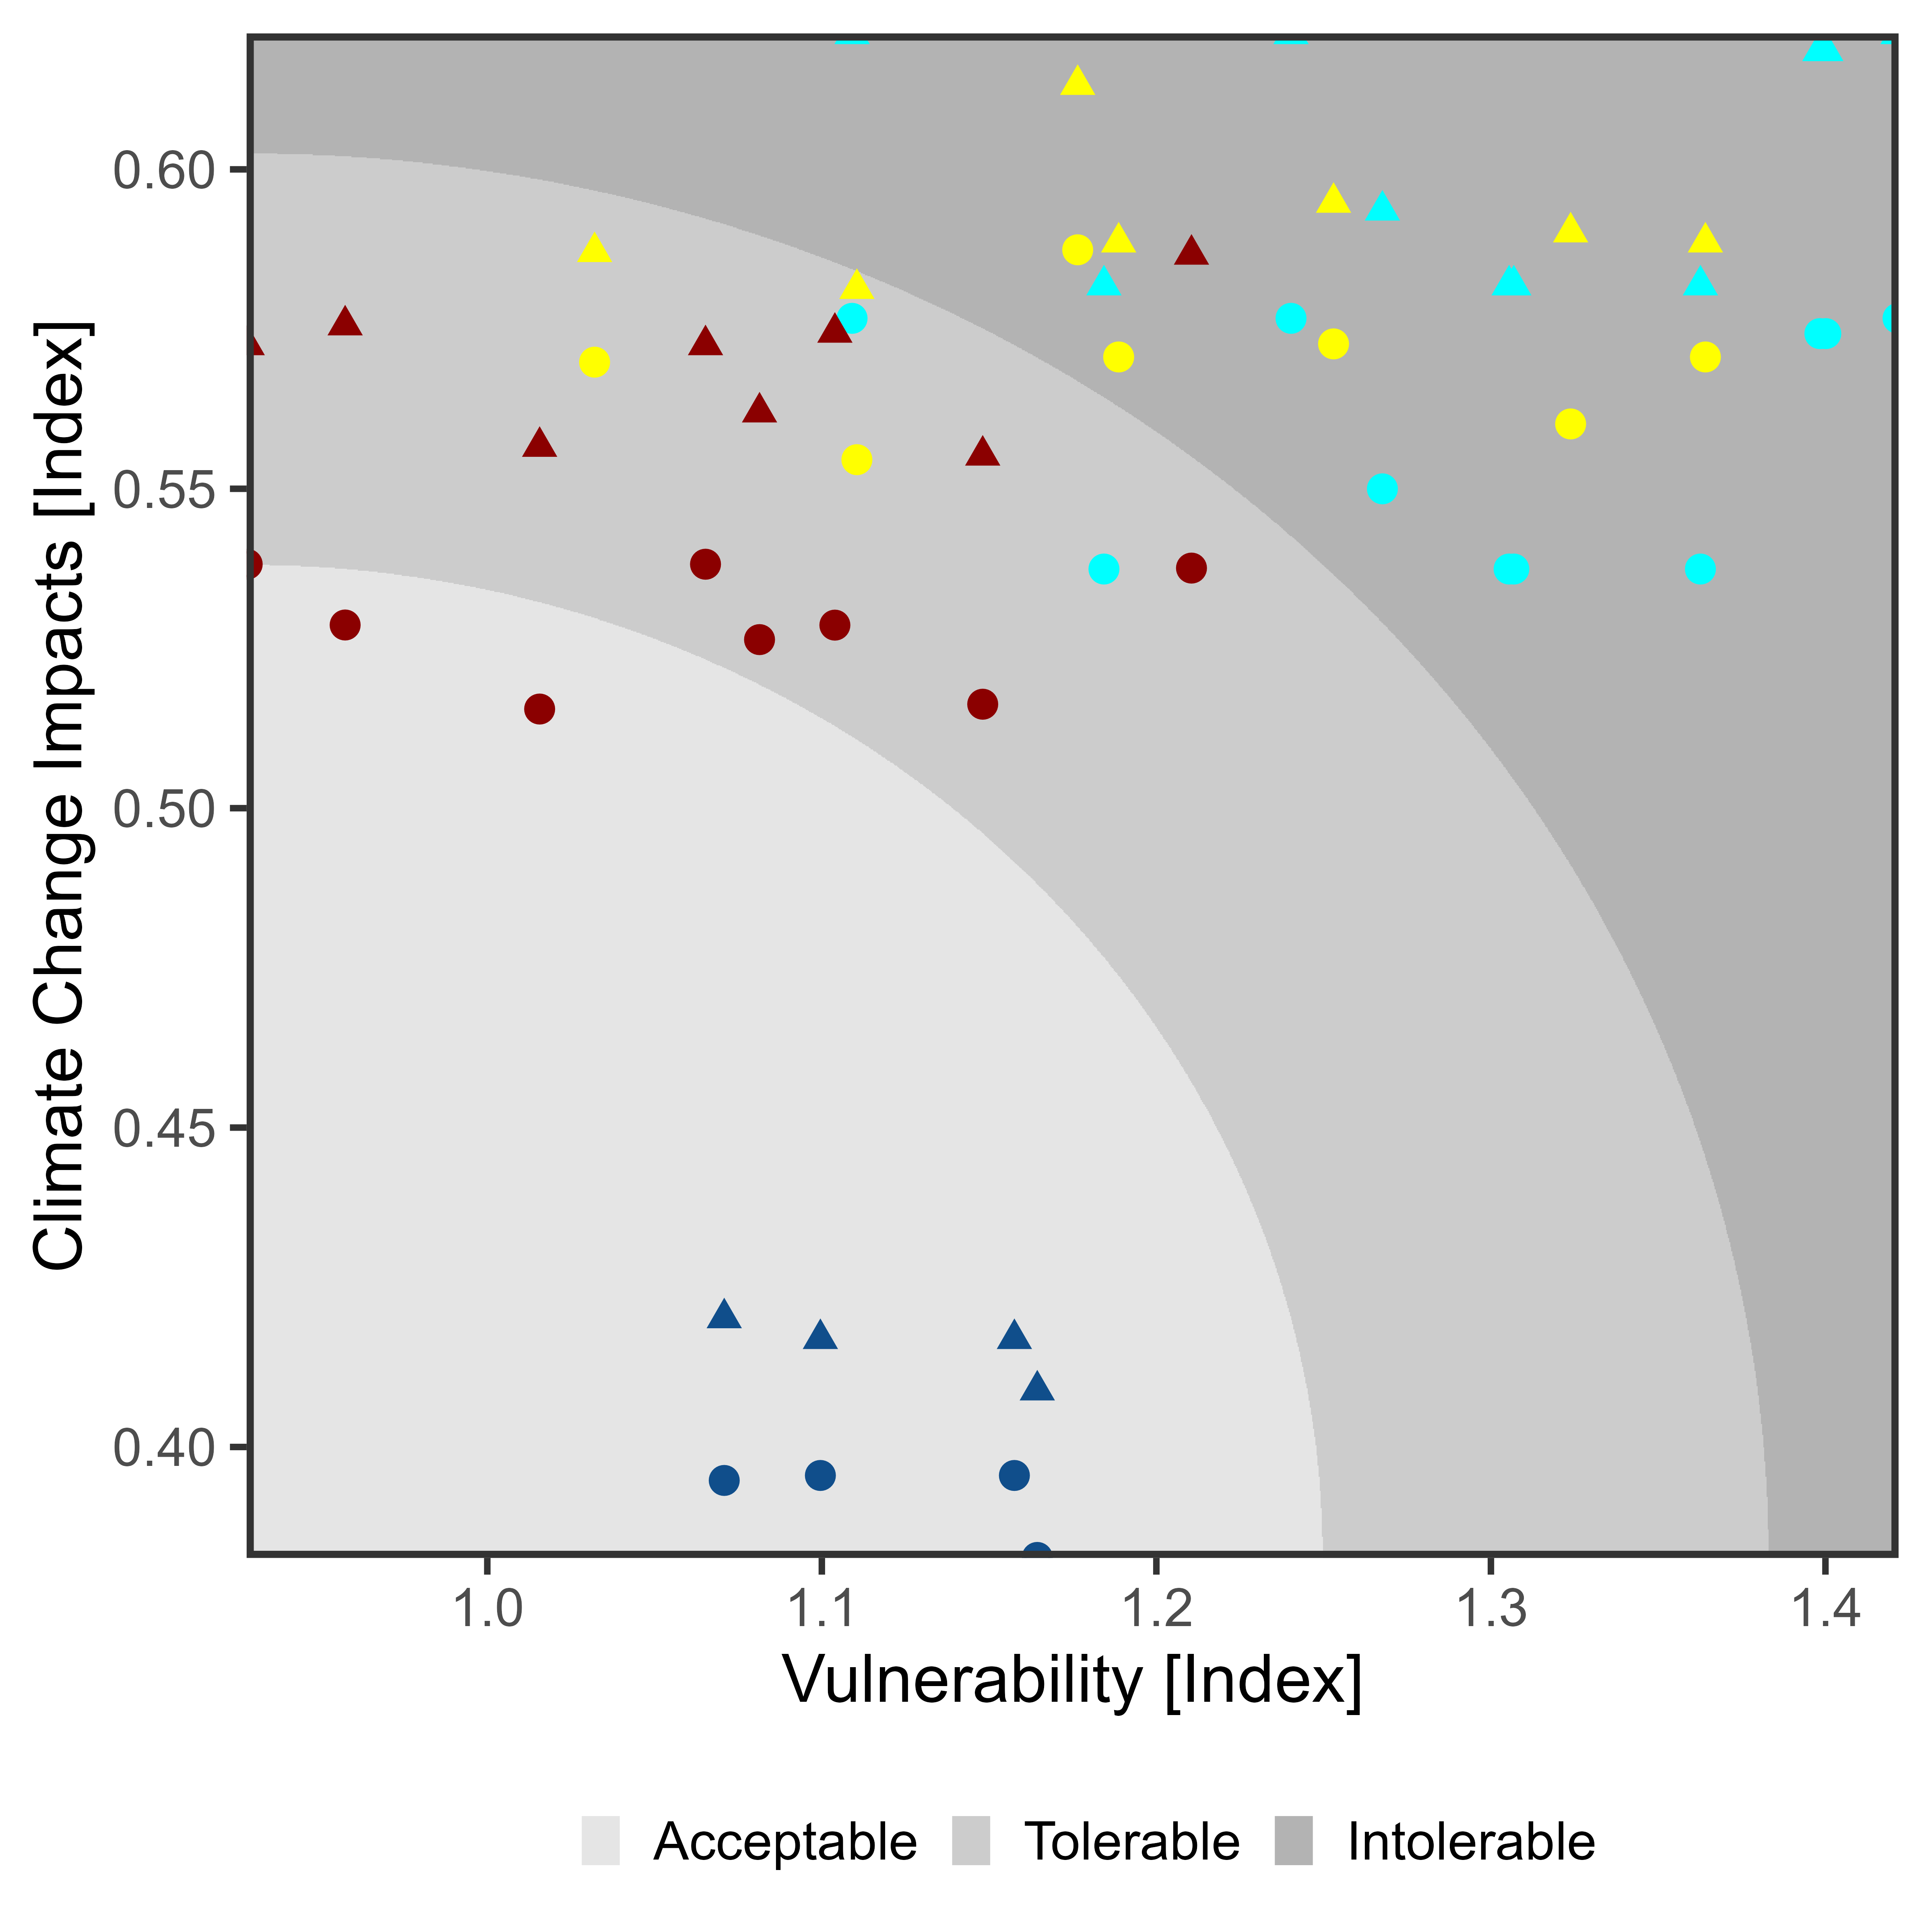 Climate Change Impacts [Index]
0.60
0.55
0.50
0.45
0.40
1.0 1.1 1.2 1.3 1.4
Vulnerability [Index]
Acceptable Tolerable Intolerable